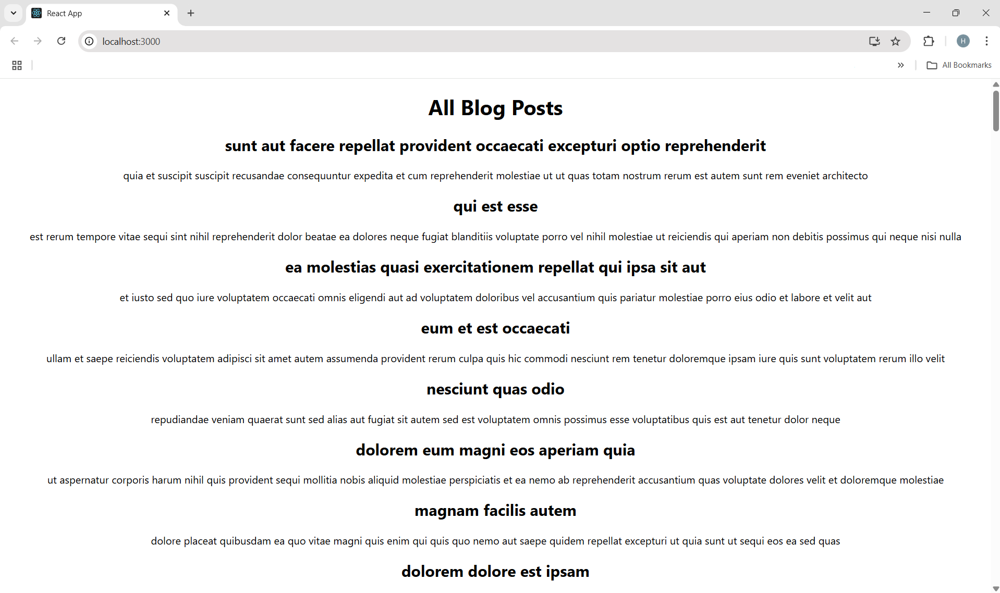 React App
localhost:3000
H
All Bookmarks
All Blog Posts
sunt aut facere repellat provident occaecati excepturi optio reprehenderit
quia et suscipit suscipit recusandae consequuntur expedita et cum reprehenderit molestiae ut ut quas totam nostrum rerum est autem sunt rem eveniet architecto
qui est esse
est rerum tempore vitae sequi sint nihil reprehenderit dolor beatae ea dolores neque fugiat blanditiis voluptate porro vel nihil molestiae ut reiciendis qui aperiam non debitis possimus qui neque nisi nulla
ea molestias quasi exercitationem repellat qui ipsa sit aut
et iusto sed quo iure voluptatem occaecati omnis eligendi aut ad voluptatem doloribus vel accusantium quis pariatur molestiae porro eius odio et labore et velit aut
eum et est occaecati
ullam et saepe reiciendis voluptatem adipisci sit amet autem assumenda provident rerum culpa quis hic commodi nesciunt rem tenetur doloremque ipsam iure quis sunt voluptatem rerum illo velit
nesciunt quas odio
repudiandae veniam quaerat sunt sed alias aut fugiat sit autem sed est voluptatem omnis possimus esse voluptatibus quis est aut tenetur dolor neque
dolorem eum magni eos aperiam quia
ut aspernatur corporis harum nihil quis provident sequi mollitia nobis aliquid molestiae perspiciatis et ea nemo ab reprehenderit accusantium quas voluptate dolores velit et doloremque molestiae
magnam facilis autem
dolore placeat quibusdam ea quo vitae magni quis enim qui quis quo nemo aut saepe quidem repellat excepturi ut quia sunt ut sequi eos ea sed quas
dolorem dolore est ipsam